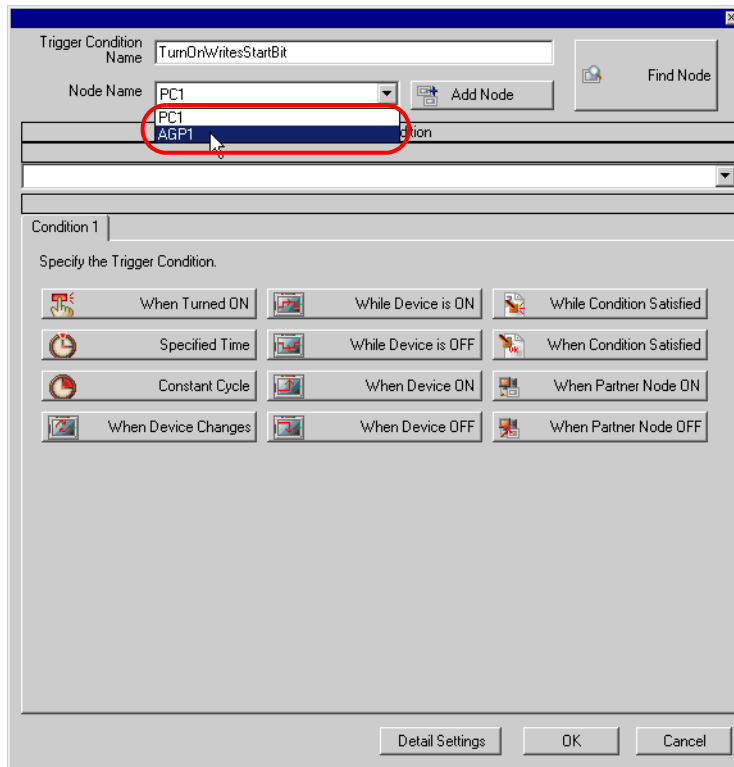 Trigger Condition
Name
TurnOnWritesStartBit
Find Node
Node Name
PC1
Add Node
PC1
AGP1
dition
Condition 1
Specify the Trigger Condition.
When Turned ON
While Device is ON
While Condition Satisfied
Specified Time
While Device is OFF
When Condition Satisfied
Constant Cycle
When Device ON
When Partner Node ON
When Device Changes
When Device OFF
When Partner Node OFF
Detail Settings
OK
Cancel